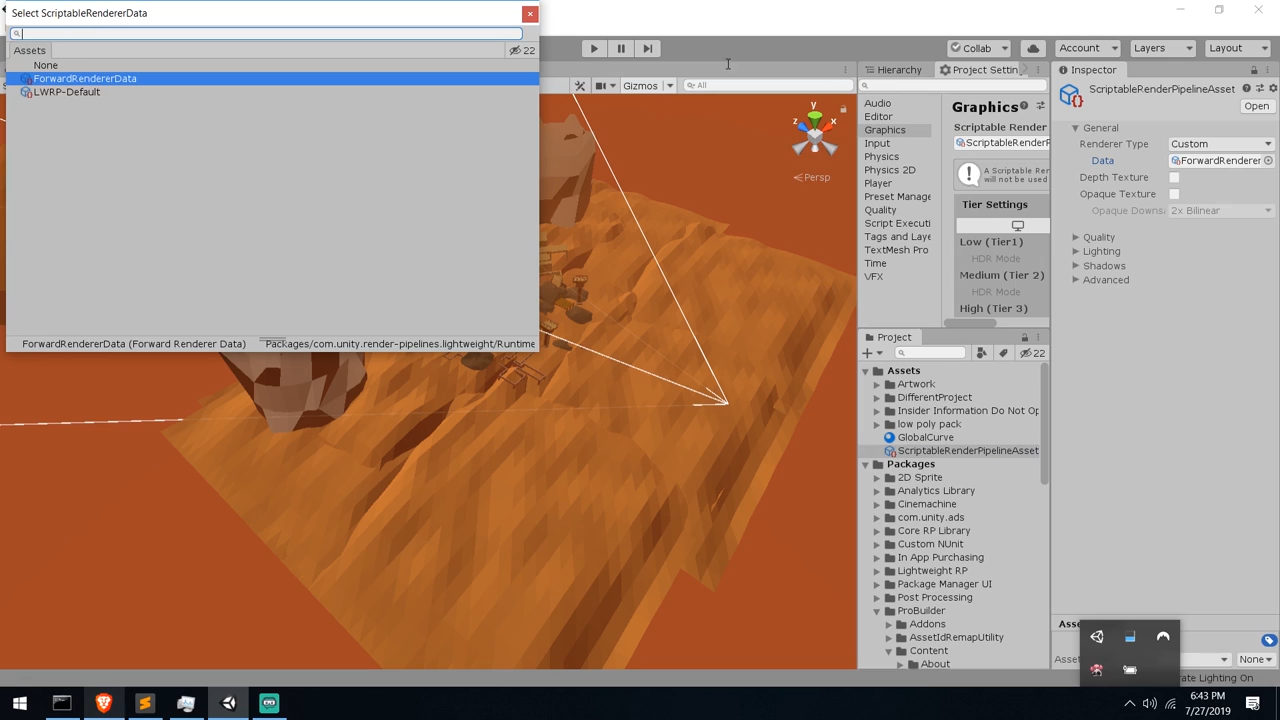 Select ScriptableRendererData
Assets
22
None
ForwardRendererData
LWRP-Default
ForwardRendererData (Forward Renderer Data)
Packages/com.unity.render-pipelines.lightweight/Runtime
Collab
Account
Layers
Layout
Gizmos
All
y
z
x
Persp
Hierarchy
Project Settin
Audio
Editor
Graphics
Input
Physics
Physics 2D
Player
Preset Manage
Quality
Script Executi
Tags and Laye
TextMesh Pro
Time
VFX
Graphics
Scriptable Render
ScriptableRenderP
A Scriptable Re
will not be used
Tier Settings
Low (Tier1)
HDR Mode
Medium (Tier 2)
HDR Mode
High (Tier 3)
Inspector
ScriptableRenderPipelineAsset
Open
General
Renderer Type
Custom
Data
ForwardRenderer
Depth Texture
Opaque Texture
Opaque Downs
2x Bilinear
Quality
Lighting
Shadows
Advanced
Project
22
Assets
Artwork
DifferentProject
Insider Information Do Not Op
low poly pack
GlobalCurve
ScriptableRenderPipelineAsset
Packages
2D Sprite
Analytics Library
Cinemachine
com.unity.ads
Core RP Library
Custom NUnit
In App Purchasing
Lightweight RP
Package Manager UI
Post Processing
ProBuilder
Addons
AssetIdRemapUtility
Content
About
Asse
Asset
None
rate Lighting On
6:43 PM
7/27/2019